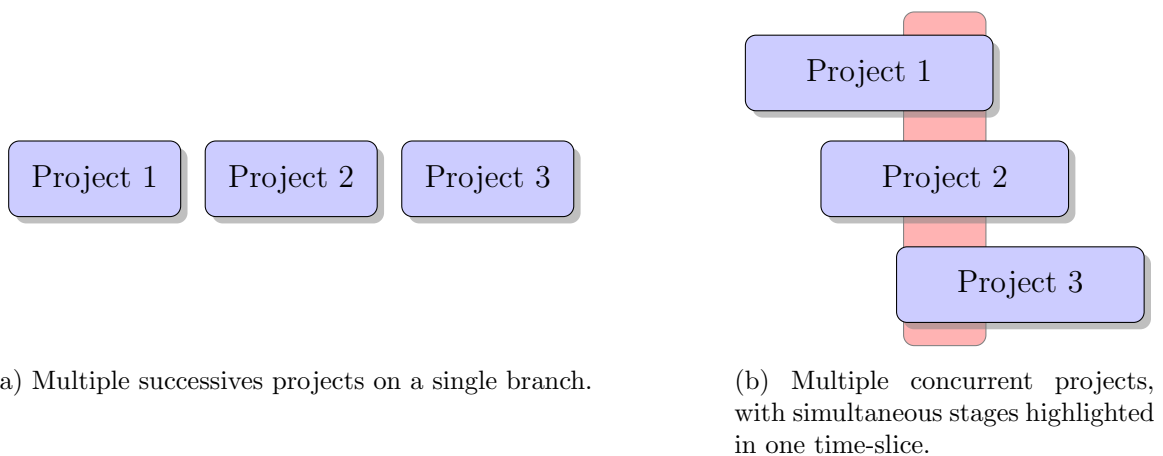 Project 1
Project 2
Project 3
a) Multiple successives projects on a single branch.
Project 1
Project 2
Project 3
(b) Multiple concurrent projects,
with simultaneous stages highlighted
in one time-slice.